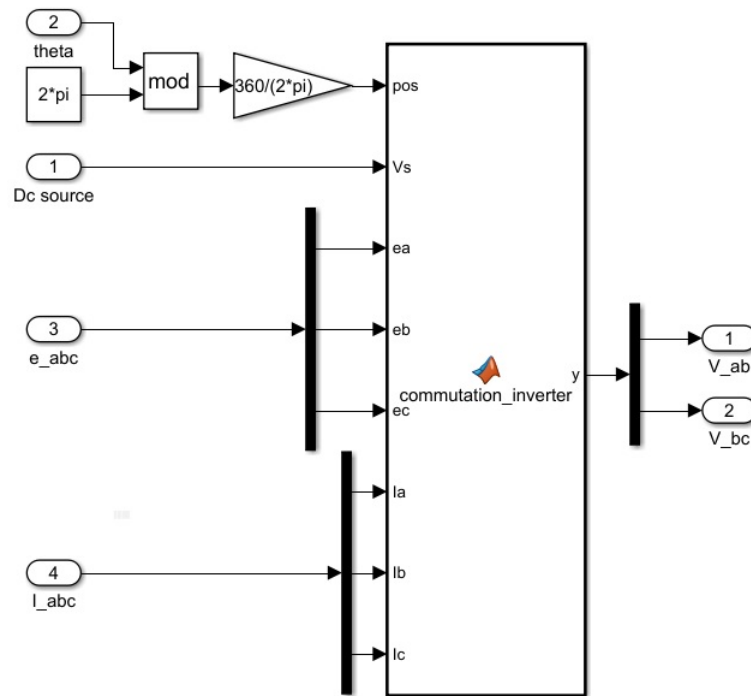 2
theta
2*pi
mod
360/(2*pi)
pos
1
Dc source
Vs
ea
3
e_abc
eb
ec
commutation_inverter
y
1
V_ab
2
V_bc
Ia
4
I_abc
Ib
Ic